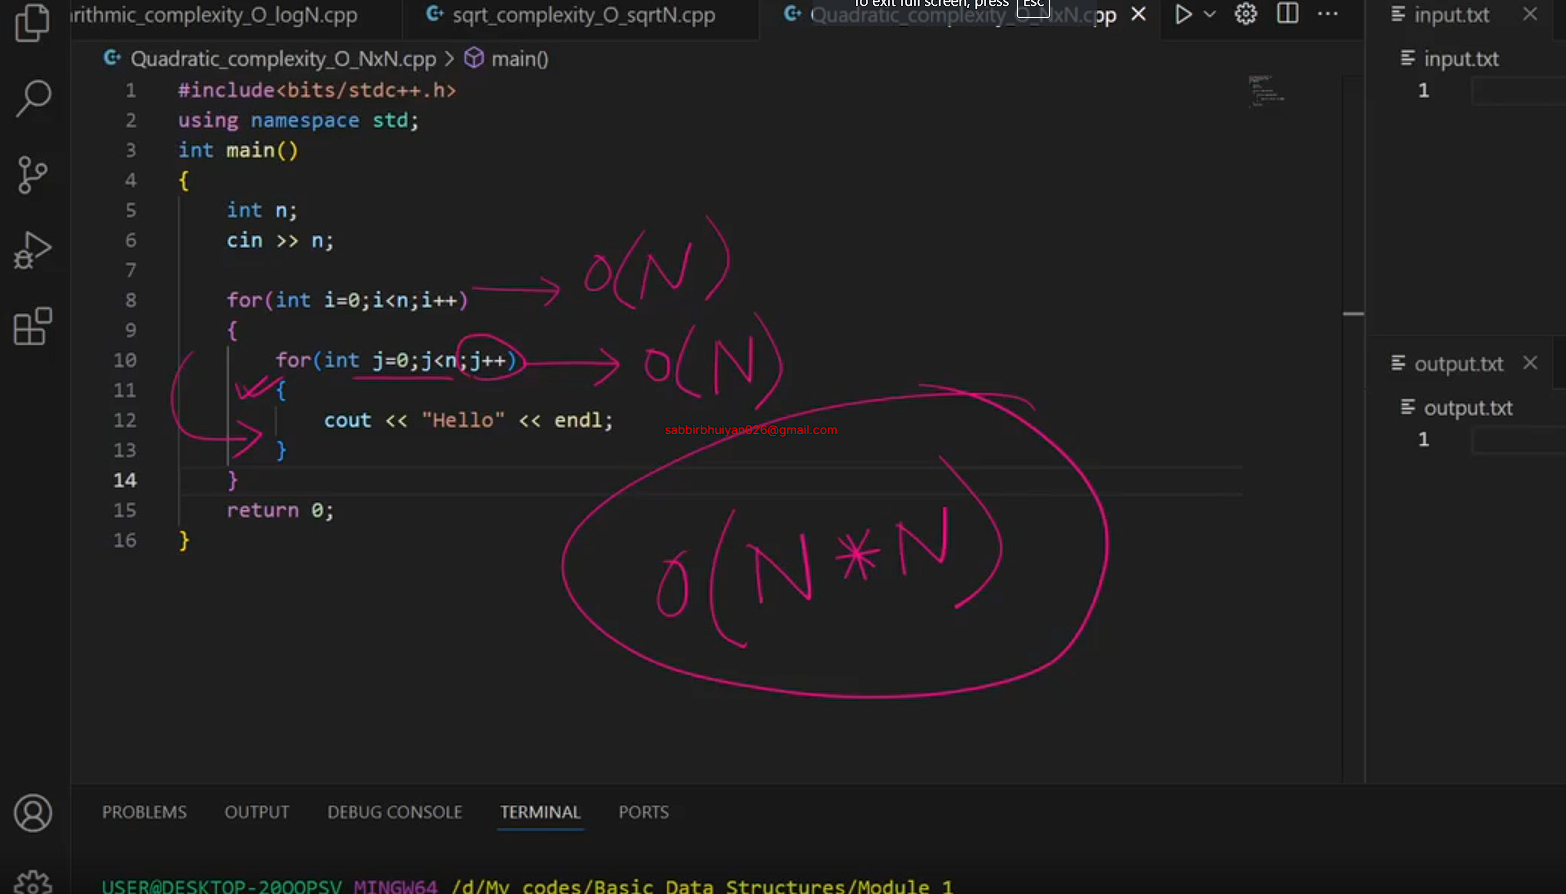 To exit full screen, press Esc
rithmic_complexity_O_logN.cpp
sqrt_complexity_O_sqrtN.cpp
Quadratic_complexity_O_NxN.cpp
input.txt
Quadratic_complexity_O_NxN.cpp > main()
input.txt
1
1 #include<bits/stdc++.h>
2 using namespace std;
3 int main()
4 {
5 int n;
6 cin >> n;
7
8 for(int i=0;i<n;i++)
O(N)
9 {
10 for(int j=0;j<n;j++)
O(N)
11 {
12 cout << "Hello" << endl;
13 }
14 }
15 return 0;
16 }
sabbirbhuiyan026@gmail.com
O(N*N)
output.txt
output.txt
1
PROBLEMS OUTPUT DEBUG CONSOLE TERMINAL PORTS
USER@DESKTOP-20OOPSV MINGW64 /d/My codes/Basic Data Structures/Module 1